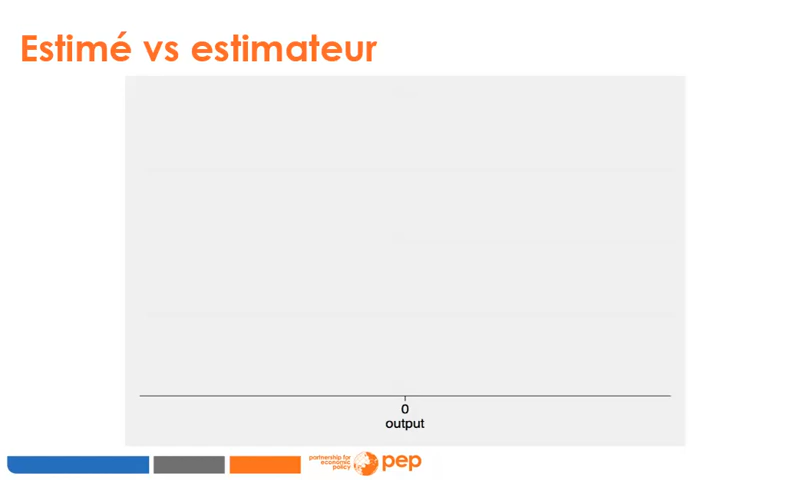 Estimé vs estimateur
0
output
partnership for
economic
policy
pep